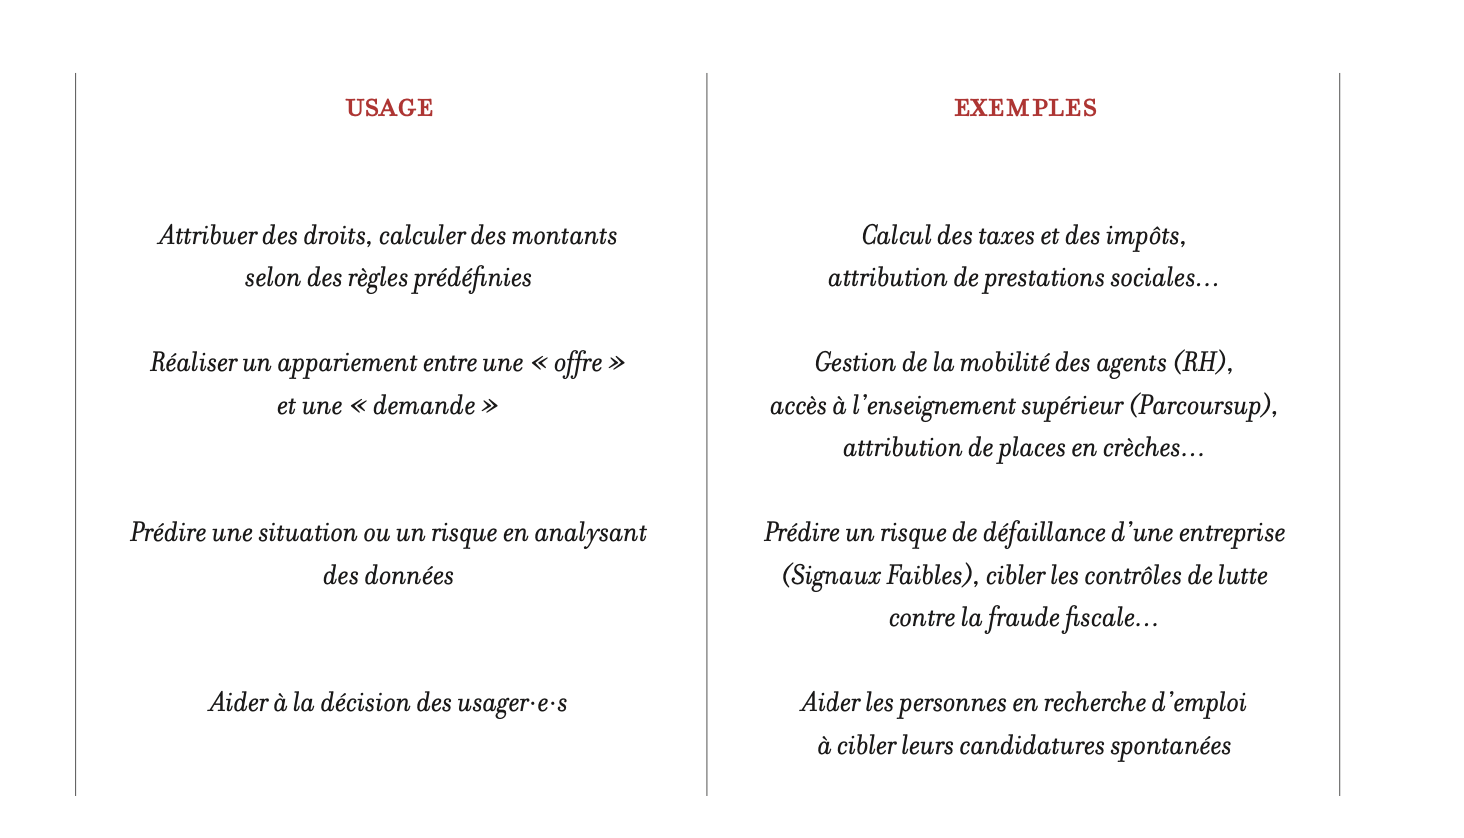 USAGE
EXEMPLES
Attribuer des droits, calculer des montants
selon des règles prédéfinies
Calcul des taxes et des impôts,
attribution de prestations sociales…
Réaliser un appariement entre une « offre »
et une « demande »
Gestion de la mobilité des agents (RH),
accès à l’enseignement supérieur (Parcoursup),
attribution de places en crèches…
Prédire une situation ou un risque en analysant
des données
Prédire un risque de défaillance d’une entreprise
(Signaux Faibles), cibler les contrôles de lutte
contre la fraude fiscale…
Aider à la décision des usager·e·s
Aider les personnes en recherche d’emploi
à cibler leurs candidatures spontanées